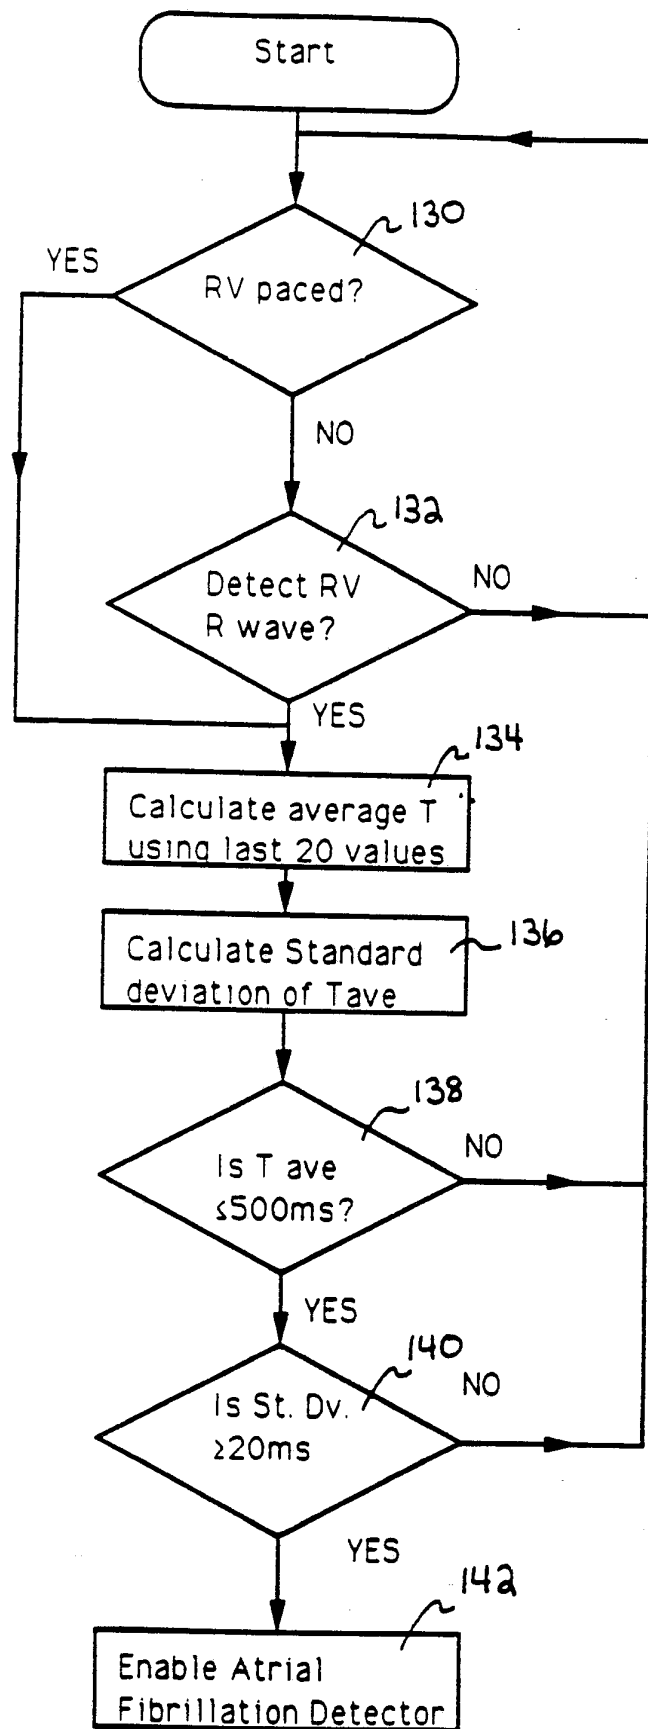 Start
130
YES
RV paced?
NO
132
Detect RV
R wave?
NO
YES
134
Calculate average T
using last 20 values
136
Calculate Standard
deviation of Tave
138
NO
Is T ave
≤500ms?
YES
140
NO
Is St. Dv.
≥20ms
YES
142
Enable Atrial
Fibrillation Detector